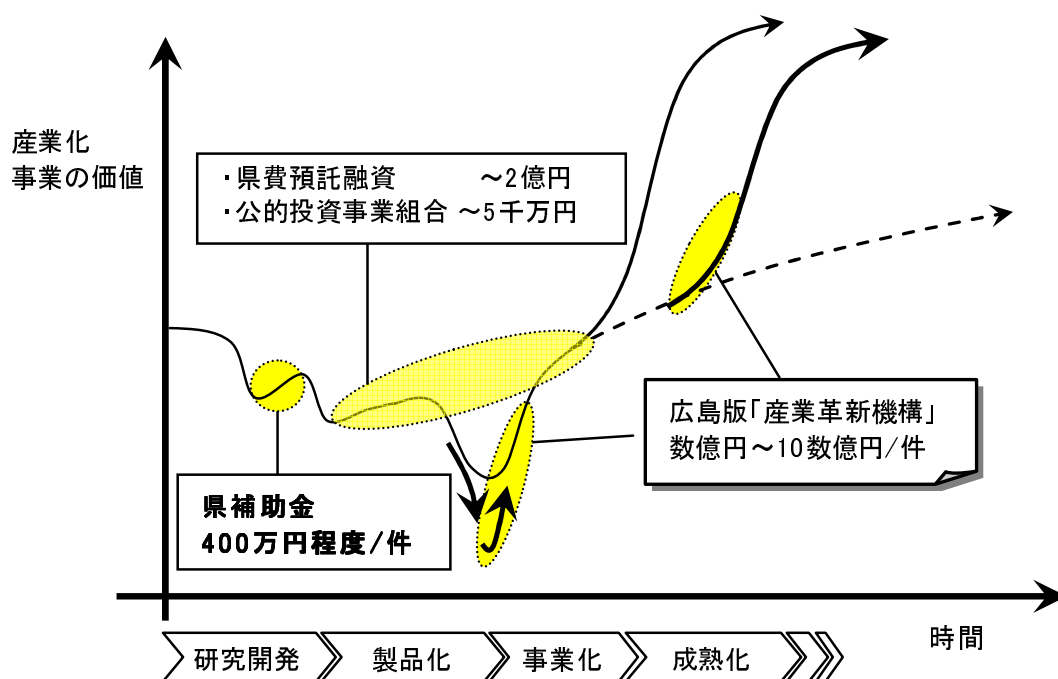 産業化
事業の価値
・県費預託融資 ～2億円
・公的投資事業組合 ～5千万円
広島版「産業革新機構」
数億円～10数億円/件
県補助金
400万円程度/件
時間
研究開発
製品化
事業化
成熟化